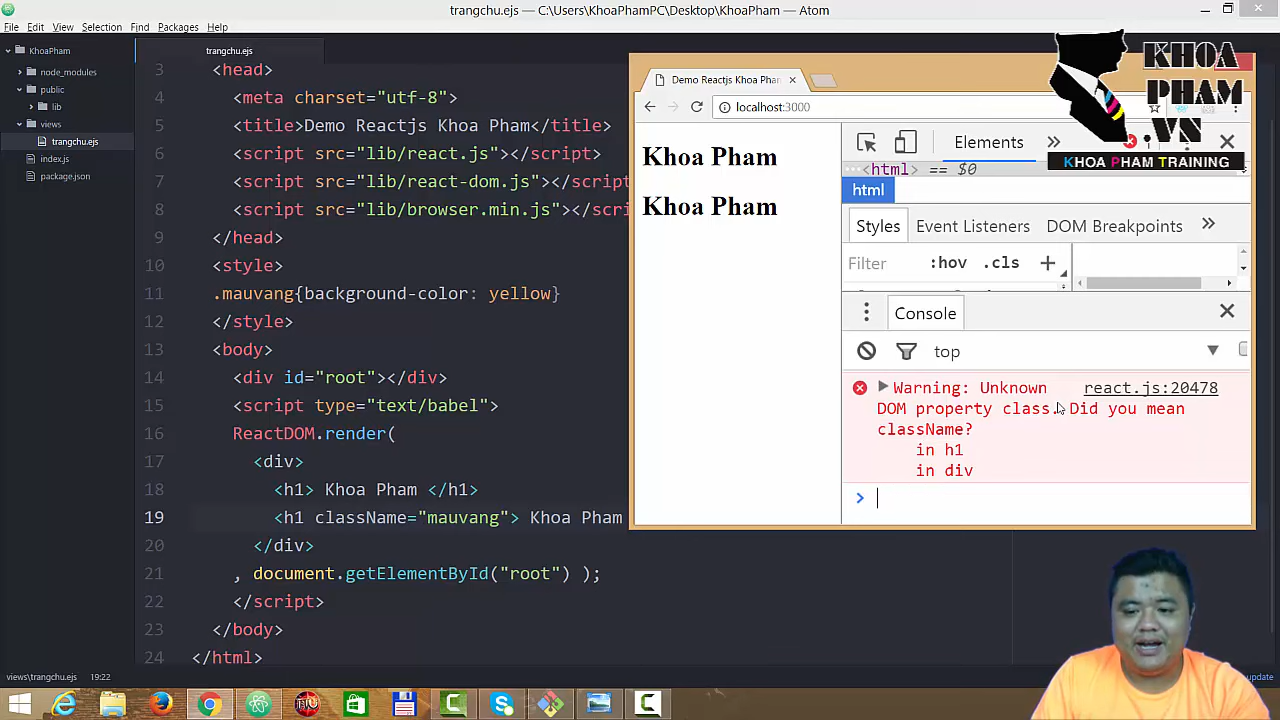 trangchu.ejs — C:\Users\KhoaPhamPC\Desktop\KhoaPham — Atom
File Edit View Selection Find Packages Help
KhoaPham
node_modules
public
lib
views
trangchu.ejs
index.js
package.json
trangchu.ejs
3 <head>
4 <meta charset="utf-8">
5 <title>Demo Reactjs Khoa Pham</title>
6 <script src="lib/react.js"></script>
7 <script src="lib/react-dom.js"></script
8 <script src="lib/browser.min.js"></scri
9 </head>
10 <style>
11 .mauvang{background-color: yellow}
12 </style>
13 <body>
14 <div id="root"></div>
15 <script type="text/babel">
16 ReactDOM.render(
17 <div>
18 <h1> Khoa Pham </h1>
19 <h1 className="mauvang"> Khoa Pham
20 </div>
21 , document.getElementById("root") );
22 </script>
23 </body>
24 </html>
views\trangchu.ejs 19:22
update
Demo Reactjs Khoa Pham
localhost:3000
Khoa Pham
Khoa Pham
Elements »
<html> == $0
html
Styles Event Listeners DOM Breakpoints »
Filter :hov .cls +
Console
top
Warning: Unknown react.js:20478
DOM property class. Did you mean
className?
in h1
in div
KHOA
PHAM
.VN
KHOA PHAM TRAINING